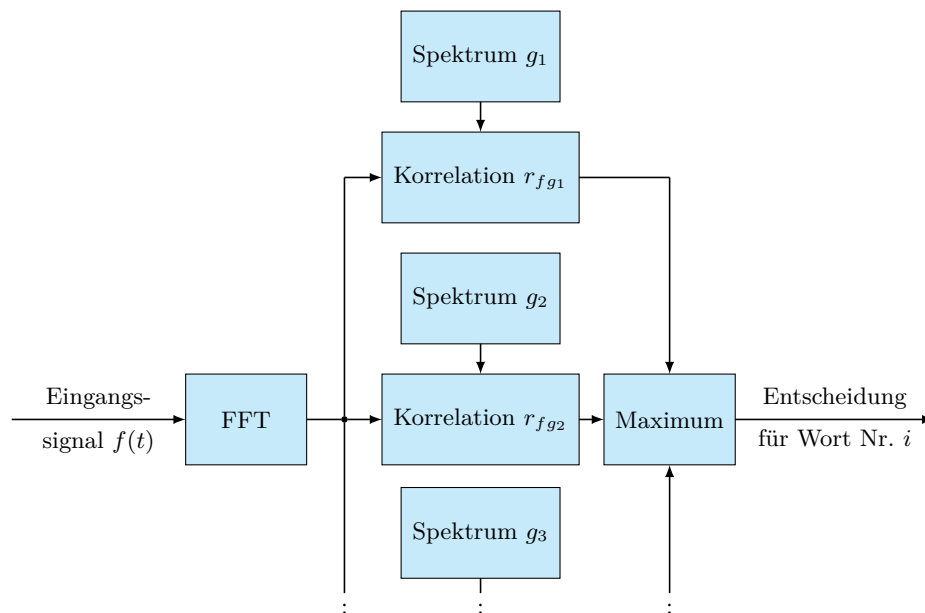 Spektrum g₁
Korrelation r_{fg₁}
Spektrum g₂
Eingangs-
signal f(t)
FFT
Korrelation r_{fg₂}
Maximum
Entscheidung
für Wort Nr. i
Spektrum g₃